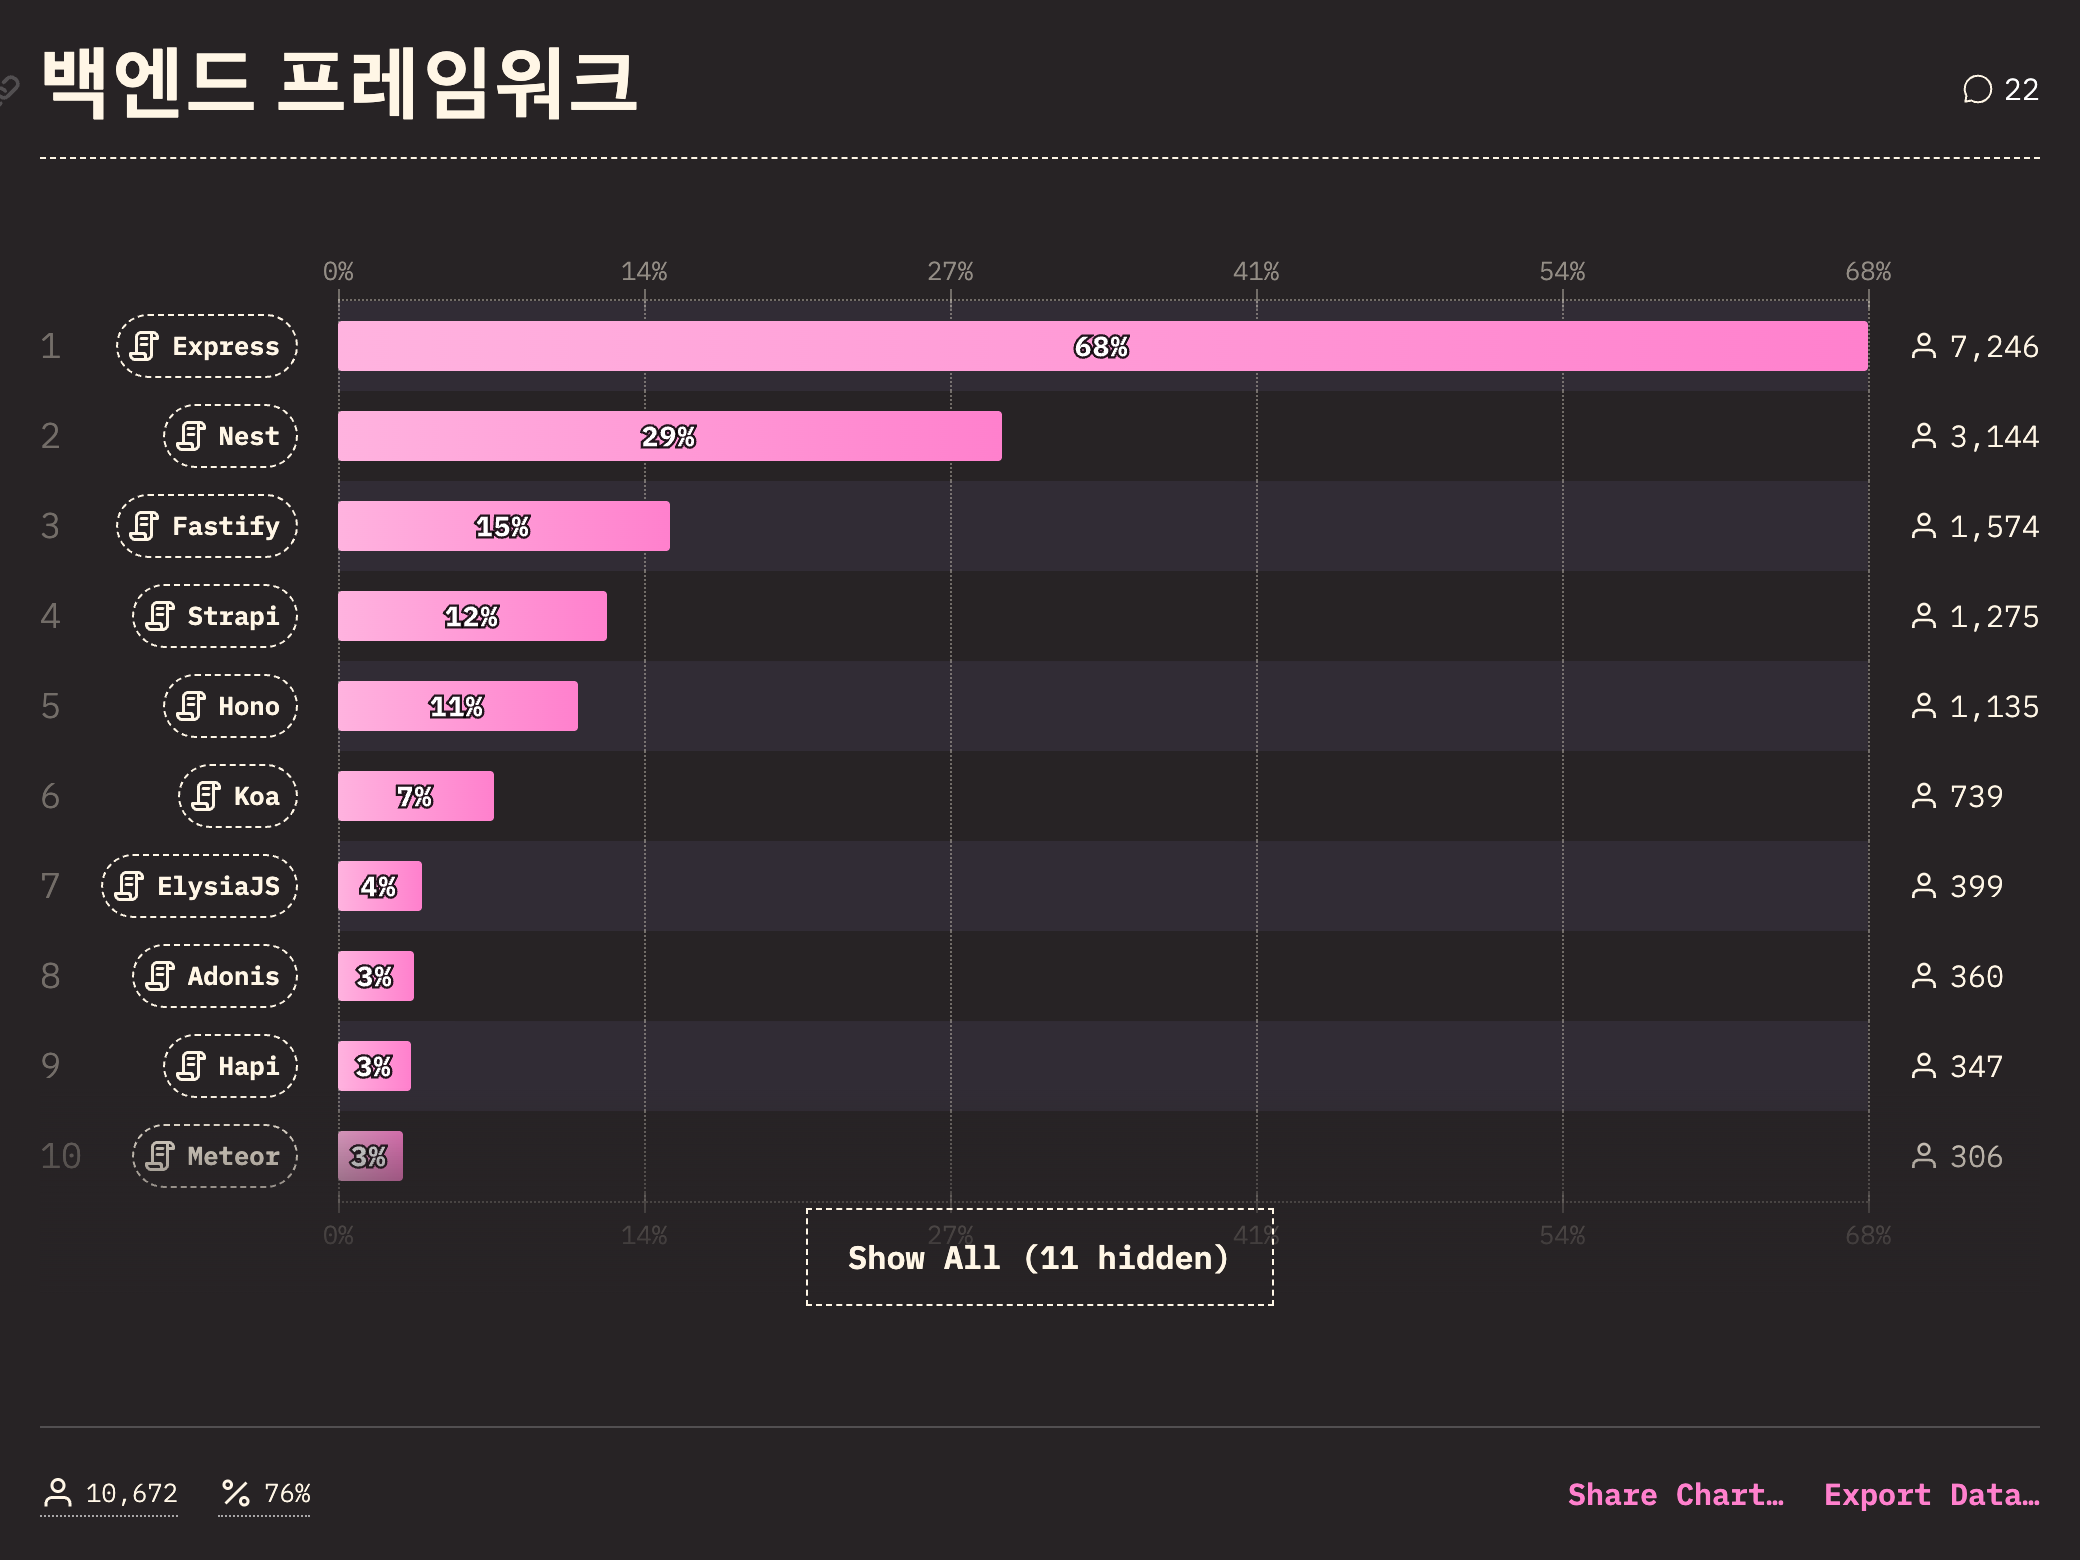 백엔드 프레임워크
22
0% 14% 27% 41% 54% 68%
1 Express 68% 7,246
2 Nest 29% 3,144
3 Fastify 15% 1,574
4 Strapi 12% 1,275
5 Hono 11% 1,135
6 Koa 7% 739
7 ElysiaJS 4% 399
8 Adonis 3% 360
9 Hapi 3% 347
10 Meteor 3% 306
0% 14% 27% 41% 54% 68%
Show All (11 hidden)
10,672 76% Share Chart… Export Data…